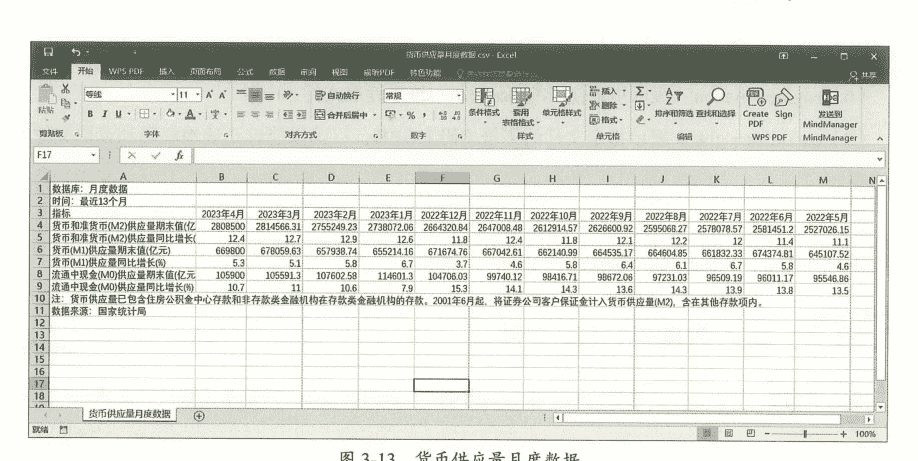 货币供应量月度数据.csv - Excel
文件 开始 WPS PDF 插入 页面布局 公式 数据 审阅 视图 福昕PDF 特色功能 共享
粘贴 等线 11 A A 自动换行 常规 条件格式 套用 表格格式 单元格样式 插入 删除 格式 排序和筛选 查找和选择 Create PDF Sign 发送到 MindManager
B I U 合并后居中 %
剪贴板 字体 对齐方式 数字 样式 单元格 编辑 WPS PDF MindManager
F17 fx
A B C D E F G H I J K L M N
1 数据库：月度数据
2 时间：最近13个月
3 指标 2023年4月 2023年3月 2023年2月 2023年1月 2022年12月 2022年11月 2022年10月 2022年9月 2022年8月 2022年7月 2022年6月 2022年5月
4 货币和准货币(M2)供应量期末值(亿 2808500 2814566.31 2755249.23 2738072.06 2664320.84 2647008.48 2612914.57 2626600.92 2595068.27 2578078.57 2581451.2 2527026.15
5 货币和准货币(M2)供应量同比增长( 12.4 12.7 12.9 12.6 11.8 12.4 11.8 12.1 12.2 12 11.4 11.1
6 货币(M1)供应量期末值(亿元) 669800 678059.63 657938.74 655214.16 671674.76 667042.61 662140.99 664535.17 664604.85 661832.33 674374.81 645107.52
7 货币(M1)供应量同比增长(%) 5.3 5.1 5.8 6.7 3.7 4.6 5.8 6.4 6.1 6.7 5.8 4.6
8 流通中现金(M0)供应量期末值(亿元 105900 105591.3 107602.58 114601.3 104706.03 99740.12 98416.71 98672.06 97231.03 96509.19 96011.17 95546.86
9 流通中现金(M0)供应量同比增长(%) 10.7 11 10.6 7.9 15.3 14.1 14.3 13.6 14.3 13.9 13.8 13.5
10 注：货币供应量已包含住房公积金中心存款和非存款类金融机构在存款类金融机构的存款。2001年6月起，将证券公司客户保证金计入货币供应量(M2)，含在其他存款项内。
11 数据来源：国家统计局
12
13
14
15
16
17
18
货币供应量月度数据
就绪 100%
图 3-13 货币供应量月度数据